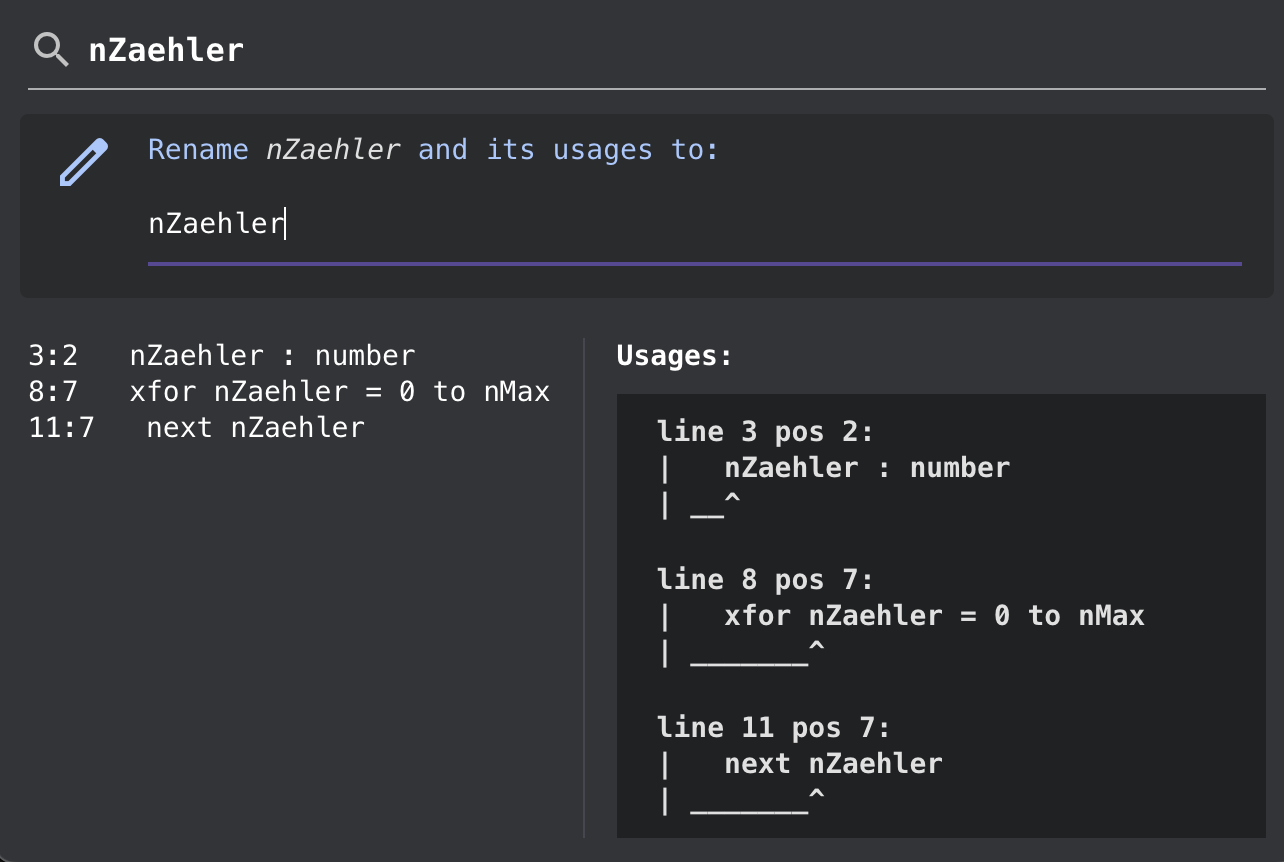 nZaehler
Rename nZaehler and its usages to:
nZaehler
3:2   nZaehler : number
8:7   xfor nZaehler = 0 to nMax
11:7   next nZaehler
Usages:
line 3 pos 2:
|   nZaehler : number
| __^
line 8 pos 7:
|   xfor nZaehler = 0 to nMax
| _______^
line 11 pos 7:
|   next nZaehler
| _______^